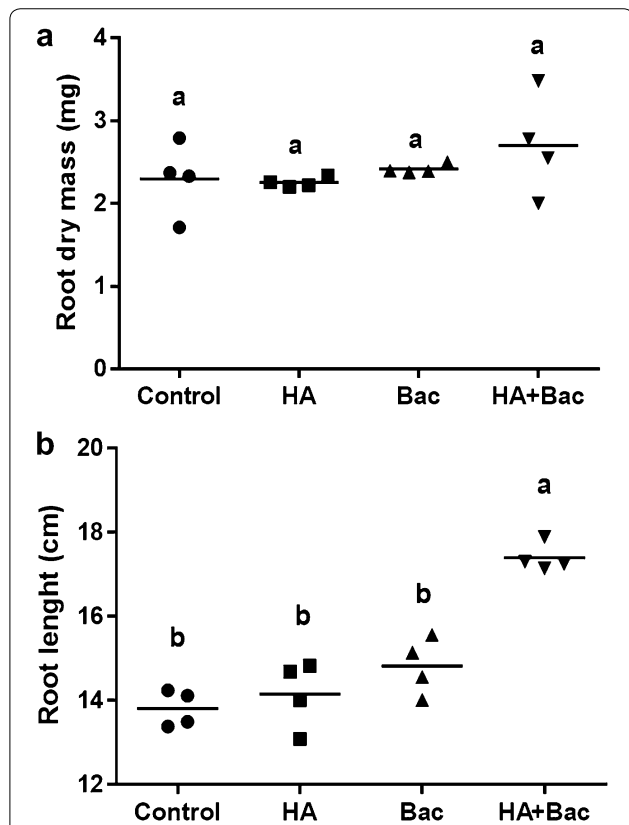 a
Root dry mass (mg)
4
3
2
1
0
a
a
a
a
Control HA Bac HA+Bac
b
Root lenght (cm)
20
18
16
14
12
b
b
b
a
Control HA Bac HA+Bac